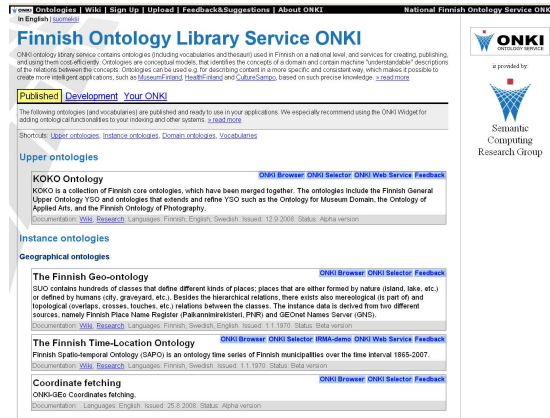 ONKI Ontologies | Wiki | Sign Up | Upload | Feedback&Suggestions | About ONKI National Finnish Ontology Service ONKI
In English | suomeksi
Finnish Ontology Library Service ONKI
ONKI ontology library service contains ontologies (including vocabularies and thesauri) used in Finland on a national level, and services for creating, publishing,
and using them cost-efficiently. Ontologies are conceptual models, that identifies the concepts of a domain and contain machine "understandable" descriptions
of the relations between the concepts. Ontologies can be used e.g. for describing content in a more specific and consistent way, which makes it possible to
create more intelligent applications, such as MuseumFinland, HealthFinland and CultureSampo, based on such precise knowledge. » read more
Published Development Your ONKI
The following ontologies (and vocabularies) are published and ready to use in your applications. We especially recommend using the ONKI Widget for
adding ontological functionalities to your indexing and other systems. » read more
Shortcuts: Upper ontologies, Instance ontologies, Domain ontologies, Vocabularies
Upper ontologies
ONKI Browser ONKI Selector ONKI Web Service Feedback
KOKO Ontology
KOKO is a collection of Finnish core ontologies, which have been merged together. The ontologies include the Finnish General
Upper Ontology YSO and ontologies that extends and refine YSO such as the Ontology for Museum Domain, the Ontology of
Applied Arts, and the Finnish Ontology of Photography.
Documentation: Wiki, Research. Languages: Finnish, English, Swedish. Issued: 12.9.2008. Status: Alpha version
Instance ontologies
Geographical ontologies
ONKI Browser ONKI Selector Feedback
The Finnish Geo-ontology
SUO contains hundreds of classes that define different kinds of places; places that are either formed by nature (island, lake, etc.)
or defined by humans (city, graveyard, etc.). Besides the hierarchical relations, there exists also mereological (is part of) and
topological (overlaps, crosses, touches, etc.) relations between the classes. The instance data is derived from two different
sources, namely Finnish Place Name Register (Paikannimirekisteri, PNR) and GEOnet Names Server (GNS).
Documentation: Wiki, Research. Languages: Finnish, Swedish. Issued: 1.1.1970. Status: Beta version
ONKI Browser ONKI Selector IRMA-demo ONKI Web Service Feedback
The Finnish Time-Location Ontology
Finnish Spatio-temporal Ontology (SAPO) is an ontology time series of Finnish municipalities over the time interval 1865-2007.
Documentation: Wiki, Research. Languages: Finnish, Swedish. Issued: 1.1.1970. Status: Beta version
ONKI Browser ONKI Selector Feedback
Coordinate fetching
ONKI-GEo Coordinates fetching.
Documentation: . Languages: English. Issued: 25.8.2008. Status: Alpha version
ONKI
ONTOLOGY SERVICE
is provided by:
Semantic
Computing
Research Group